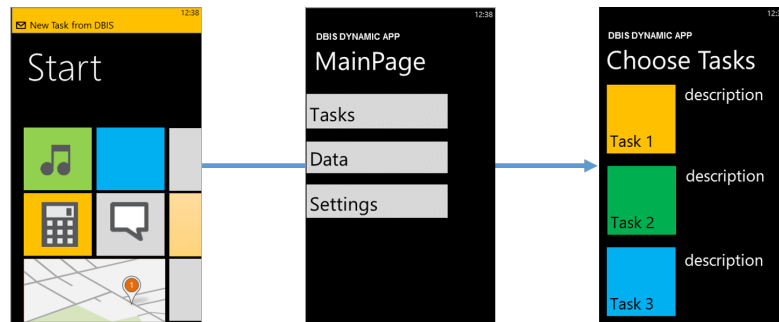 12:38
New Task from DBIS
Start
1
12:38
DBIS DYNAMIC APP
MainPage
Tasks
Data
Settings
DBIS DYNAMIC APP
Choose Tasks
description
Task 1
description
Task 2
description
Task 3